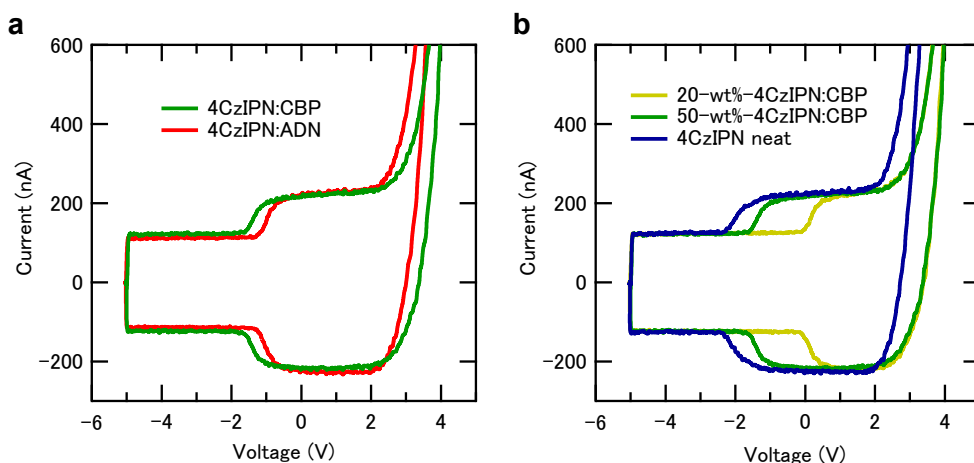 a
600
400
200
0
−200
Current (nA)
4CzIPN:CBP
4CzIPN:ADN
−6 −4 −2 0 2 4
Voltage (V)
b
600
400
200
0
−200
Current (nA)
20-wt%-4CzIPN:CBP
50-wt%-4CzIPN:CBP
4CzIPN neat
−6 −4 −2 0 2 4
Voltage (V)